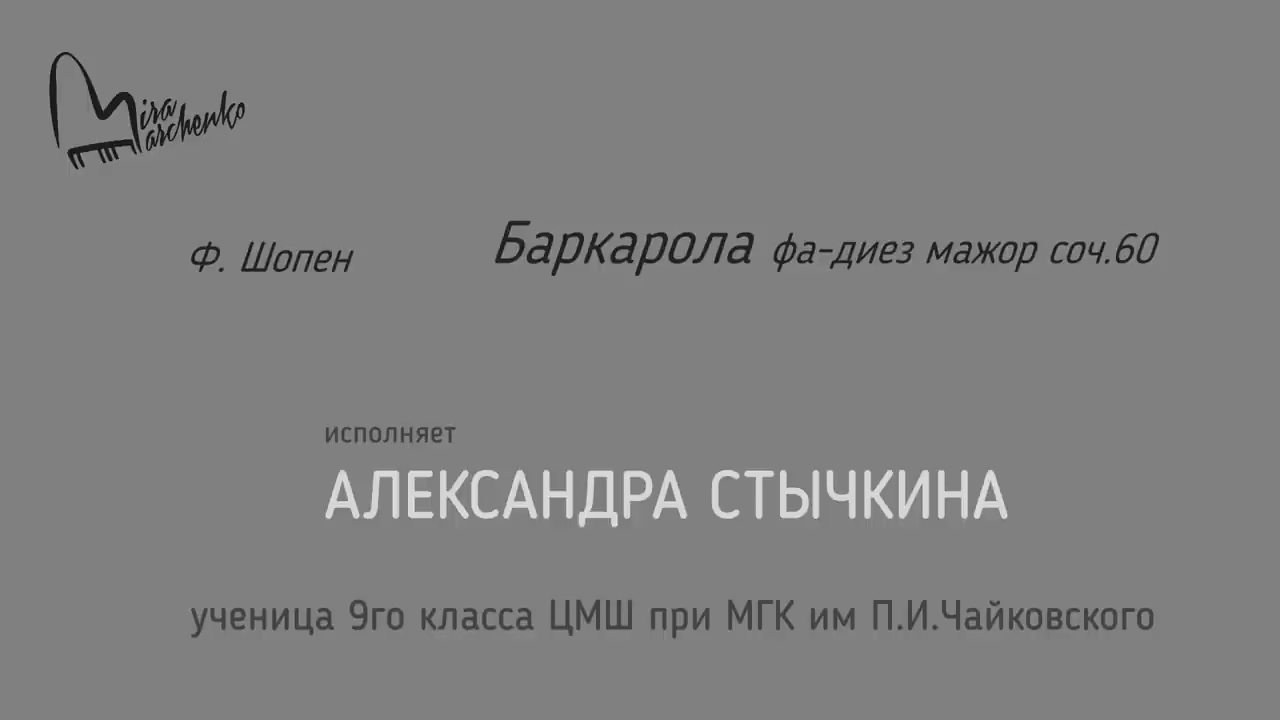 Mira
Marchenko
Ф. Шопен Баркарола фа-диез мажор соч.60
исполняет
АЛЕКСАНДРА СТЫЧКИНА
ученица 9го класса ЦМШ при МГК им П.И.Чайковского